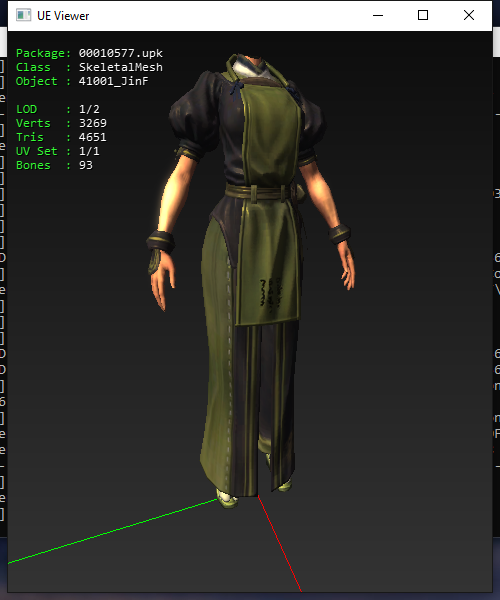 UE Viewer
Package: 00010577.upk
Class  : SkeletalMesh
Object : 41001_JinF
LOD    : 1/2
Verts  : 3269
Tris   : 4651
UV Set : 1/1
Bones  : 93